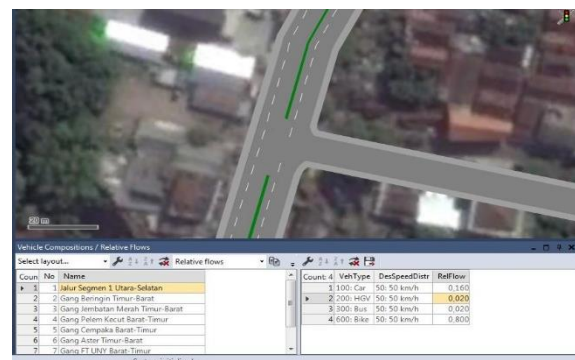 20 m
Vehicle Compositions / Relative Flows
Select layout... Relative flows
Coun No Name
1 1 Jalur Segmen 1 Utara-Selatan
2 2 Gang Beringin Timur-Barat
3 3 Gang Jembatan Merah Timur-Barat
4 4 Gang Pelem Kecut Barat-Timur
5 5 Gang Cempaka Barat-Timur
6 6 Gang Aster Timur-Barat
7 7 Gang FT UNY Barat-Timur
Count: 4 VehType DesSpeedDistr RelFlow
1 100: Car 50: 50 km/h 0,160
2 200: HGV 50: 50 km/h 0,020
3 300: Bus 50: 50 km/h 0,020
4 600: Bike 50: 50 km/h 0,800